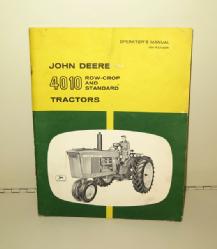 OPERATOR'S MANUAL
JOHN DEERE
4010 ROW-CROP
AND
STANDARD
TRACTORS